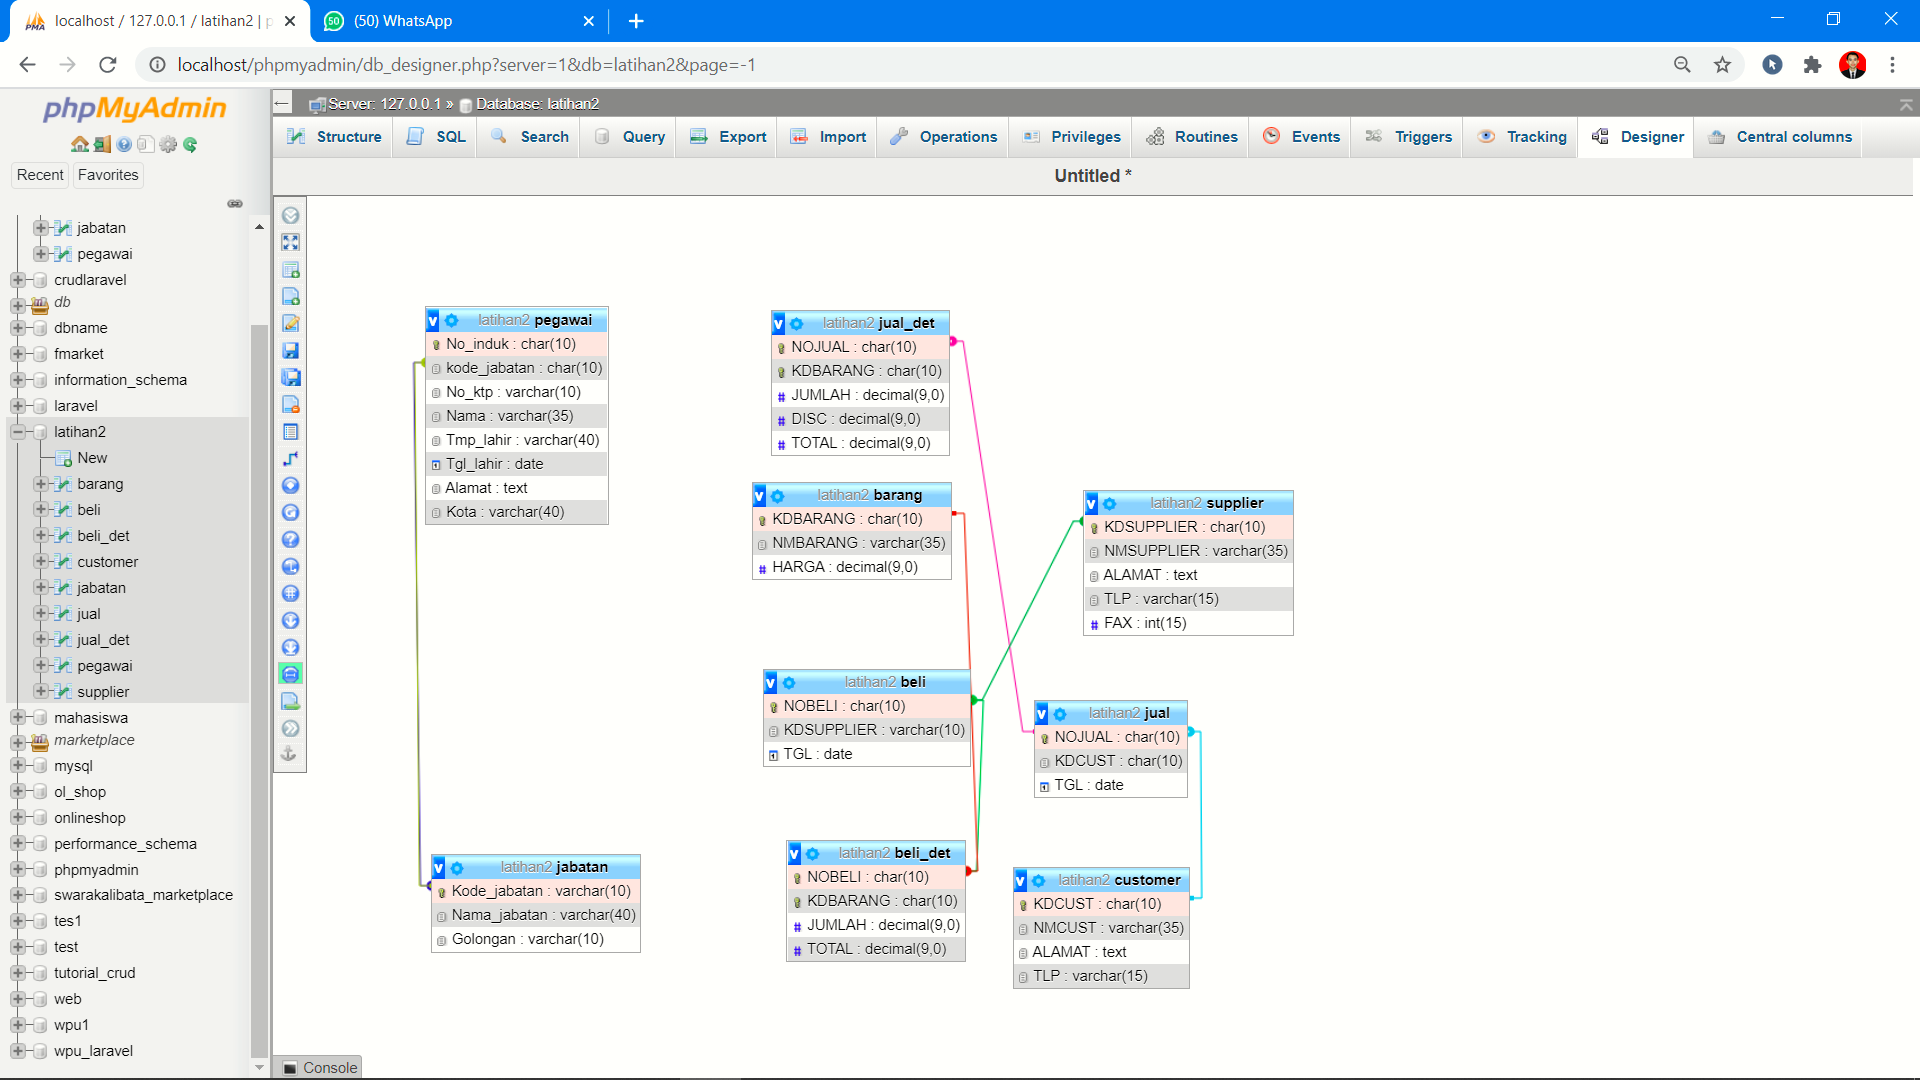 localhost / 127.0.0.1 / latihan2 | p
(50) WhatsApp
localhost/phpmyadmin/db_designer.php?server=1&db=latihan2&page=-1
phpMyAdmin
Recent
Favorites
jabatan
pegawai
crudlaravel
db
dbname
fmarket
information_schema
laravel
latihan2
New
barang
beli
beli_det
customer
jabatan
jual
jual_det
pegawai
supplier
mahasiswa
marketplace
mysql
ol_shop
onlineshop
performance_schema
phpmyadmin
swarakalibata_marketplace
tes1
test
tutorial_crud
web
wpu1
wpu_laravel
Server: 127.0.0.1 » Database: latihan2
Structure
SQL
Search
Query
Export
Import
Operations
Privileges
Routines
Events
Triggers
Tracking
Designer
Central columns
Untitled *
latihan2 pegawai
No_induk : char(10)
kode_jabatan : char(10)
No_ktp : varchar(10)
Nama : varchar(35)
Tmp_lahir : varchar(40)
Tgl_lahir : date
Alamat : text
Kota : varchar(40)
latihan2 jual_det
NOJUAL : char(10)
KDBARANG : char(10)
JUMLAH : decimal(9,0)
DISC : decimal(9,0)
TOTAL : decimal(9,0)
latihan2 barang
KDBARANG : char(10)
NMBARANG : varchar(35)
HARGA : decimal(9,0)
latihan2 supplier
KDSUPPLIER : char(10)
NMSUPPLIER : varchar(35)
ALAMAT : text
TLP : varchar(15)
FAX : int(15)
latihan2 beli
NOBELI : char(10)
KDSUPPLIER : varchar(10)
TGL : date
latihan2 jual
NOJUAL : char(10)
KDCUST : char(10)
TGL : date
latihan2 jabatan
Kode_jabatan : varchar(10)
Nama_jabatan : varchar(40)
Golongan : varchar(10)
latihan2 beli_det
NOBELI : char(10)
KDBARANG : char(10)
JUMLAH : decimal(9,0)
TOTAL : decimal(9,0)
latihan2 customer
KDCUST : char(10)
NMCUST : varchar(35)
ALAMAT : text
TLP : varchar(15)
Console